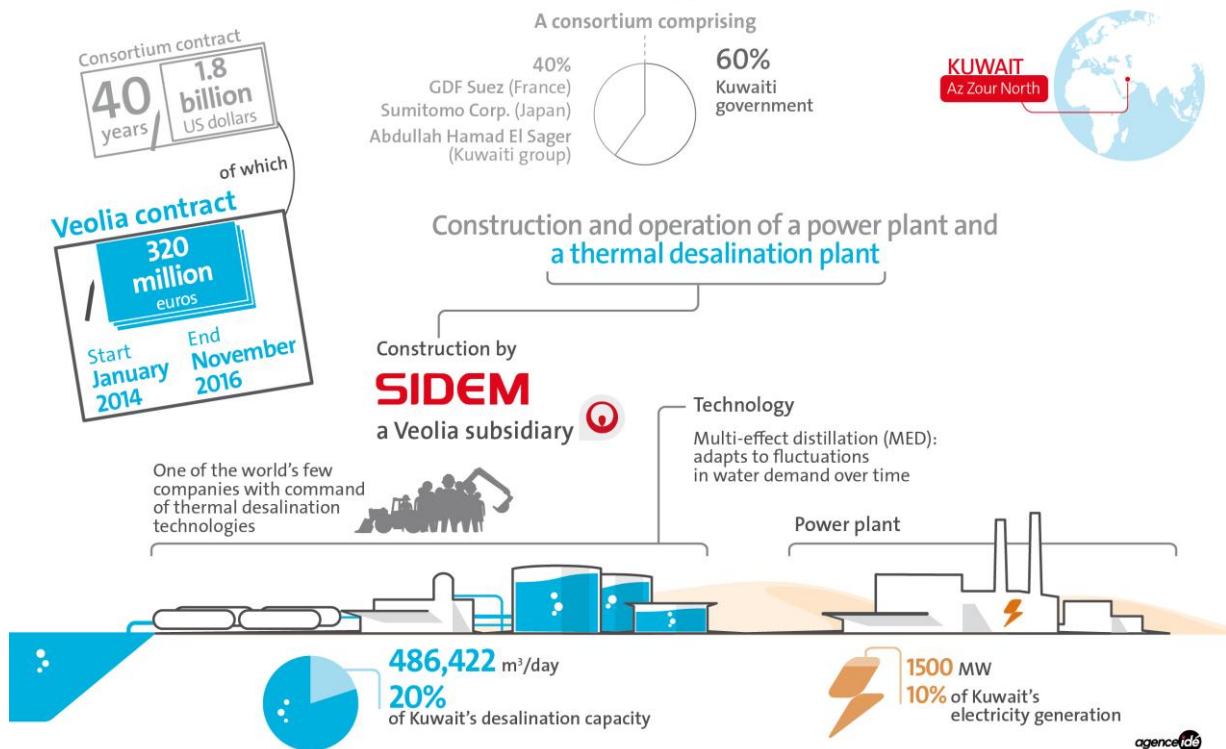 Consortium contract
40
years
1.8
billion
US dollars
of which
Veolia contract
320
million
euros
Start
January
2014
End
November
2016
A consortium comprising
40%
GDF Suez (France)
Sumitomo Corp. (Japan)
Abdullah Hamad El Sager
(Kuwaiti group)
60%
Kuwaiti
government
KUWAIT
Az Zour North
Construction and operation of a power plant and
a thermal desalination plant
Construction by
SIDEM
a Veolia subsidiary
One of the world's few
companies with command
of thermal desalination
technologies
Technology
Multi-effect distillation (MED):
adapts to fluctuations
in water demand over time
Power plant
486,422 m³/day
20%
of Kuwait's desalination capacity
1500 MW
10% of Kuwait's
electricity generation
agence idé